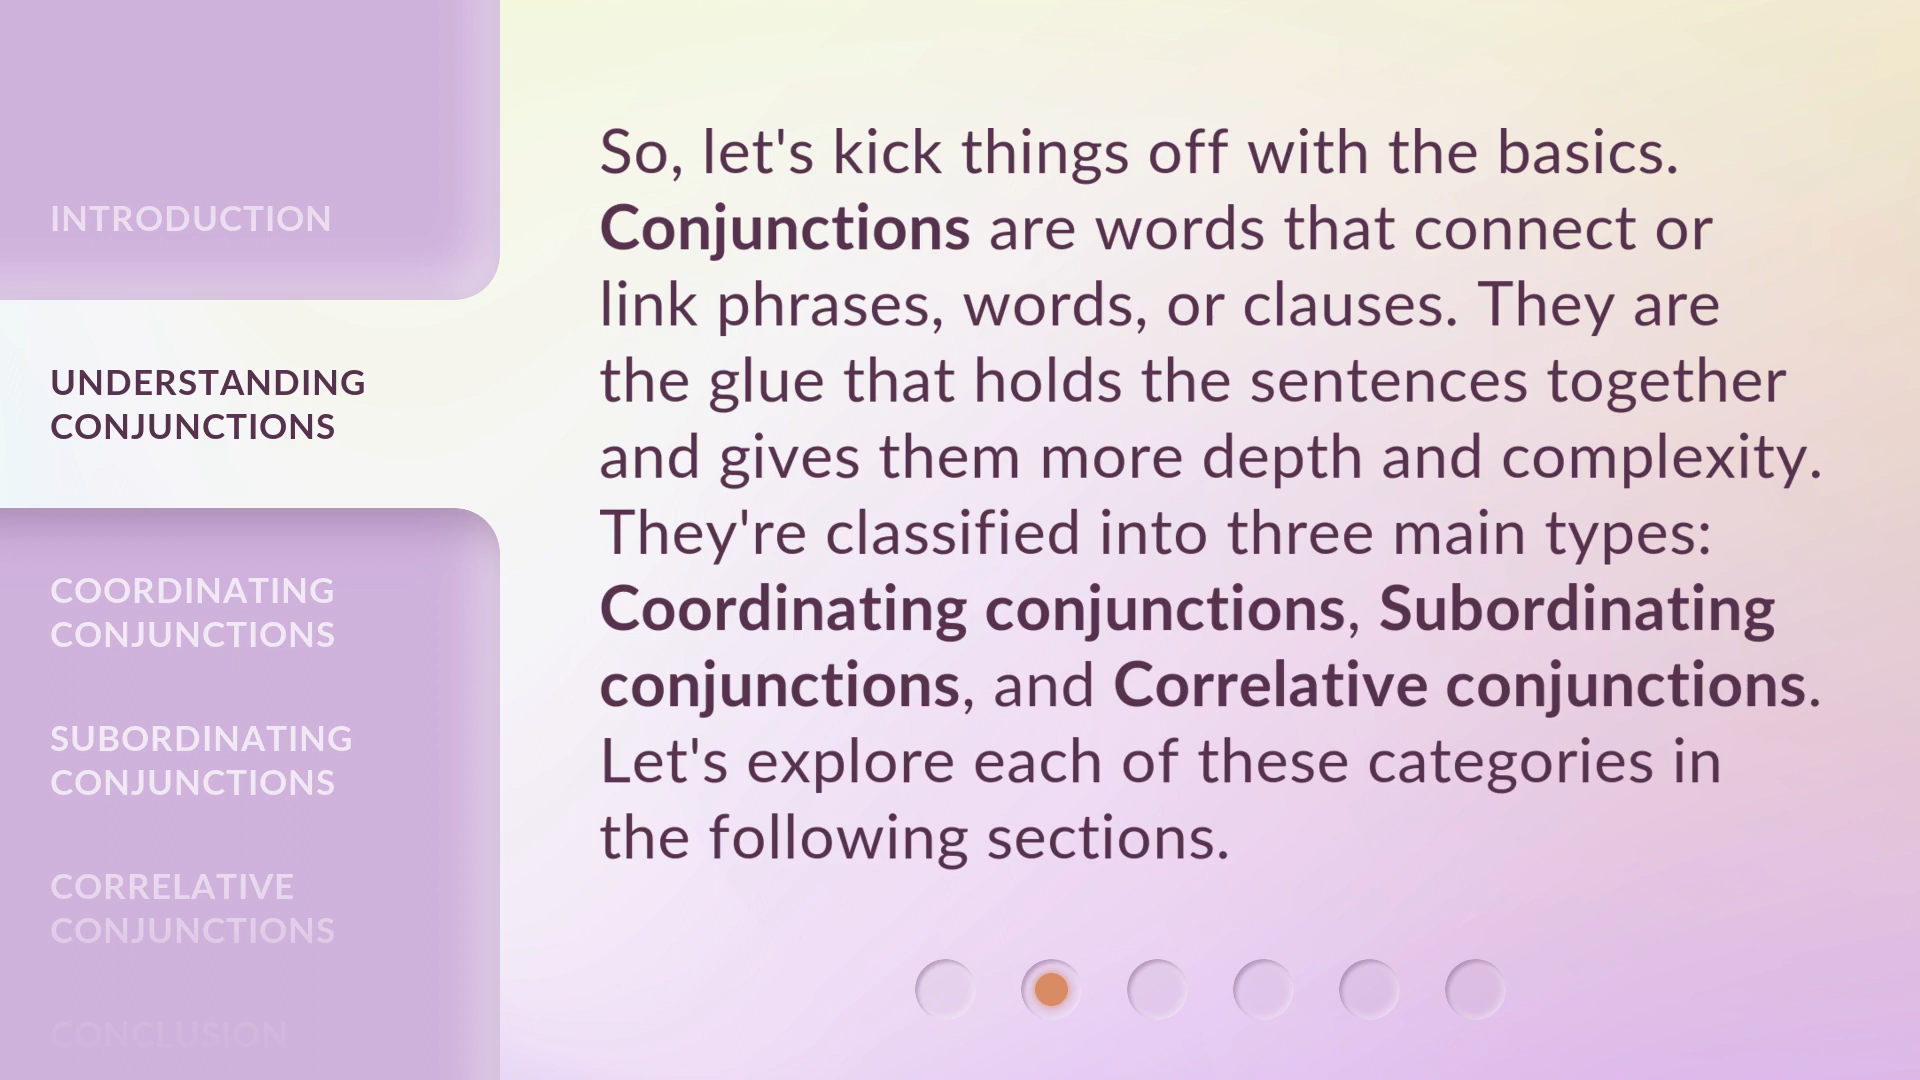 INTRODUCTION
UNDERSTANDING
CONJUNCTIONS
COORDINATING
CONJUNCTIONS
SUBORDINATING
CONJUNCTIONS
CORRELATIVE
CONJUNCTIONS
CONCLUSION
So, let's kick things off with the basics.
Conjunctions are words that connect or
link phrases, words, or clauses. They are
the glue that holds the sentences together
and gives them more depth and complexity.
They're classified into three main types:
Coordinating conjunctions, Subordinating
conjunctions, and Correlative conjunctions.
Let's explore each of these categories in
the following sections.